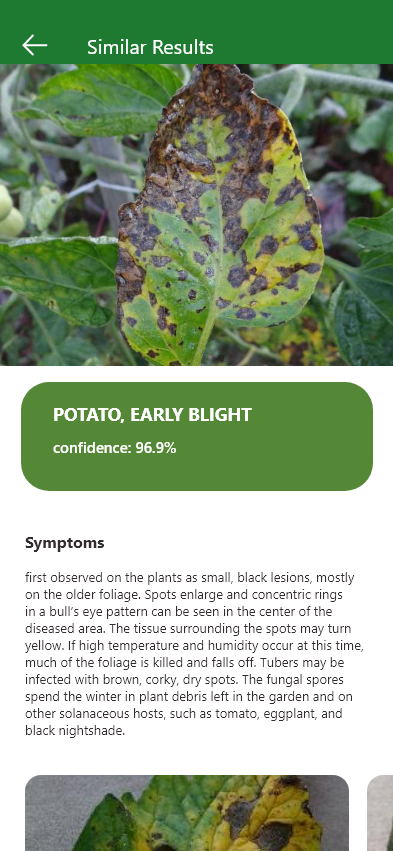 Similar Results
POTATO, EARLY BLIGHT
confidence: 96.9%
Symptoms
first observed on the plants as small, black lesions, mostly
on the older foliage. Spots enlarge and concentric rings
in a bull's eye pattern can be seen in the center of the
diseased area. The tissue surrounding the spots may turn
yellow. If high temperature and humidity occur at this time,
much of the foliage is killed and falls off. Tubers may be
infected with brown, corky, dry spots. The fungal spores
spend the winter in plant debris left in the garden and on
other solanaceous hosts, such as tomato, eggplant, and
black nightshade.